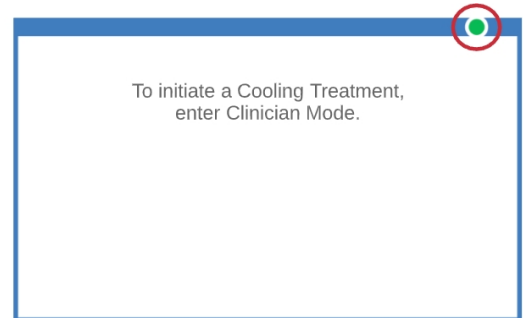 To initiate a Cooling Treatment,
enter Clinician Mode.